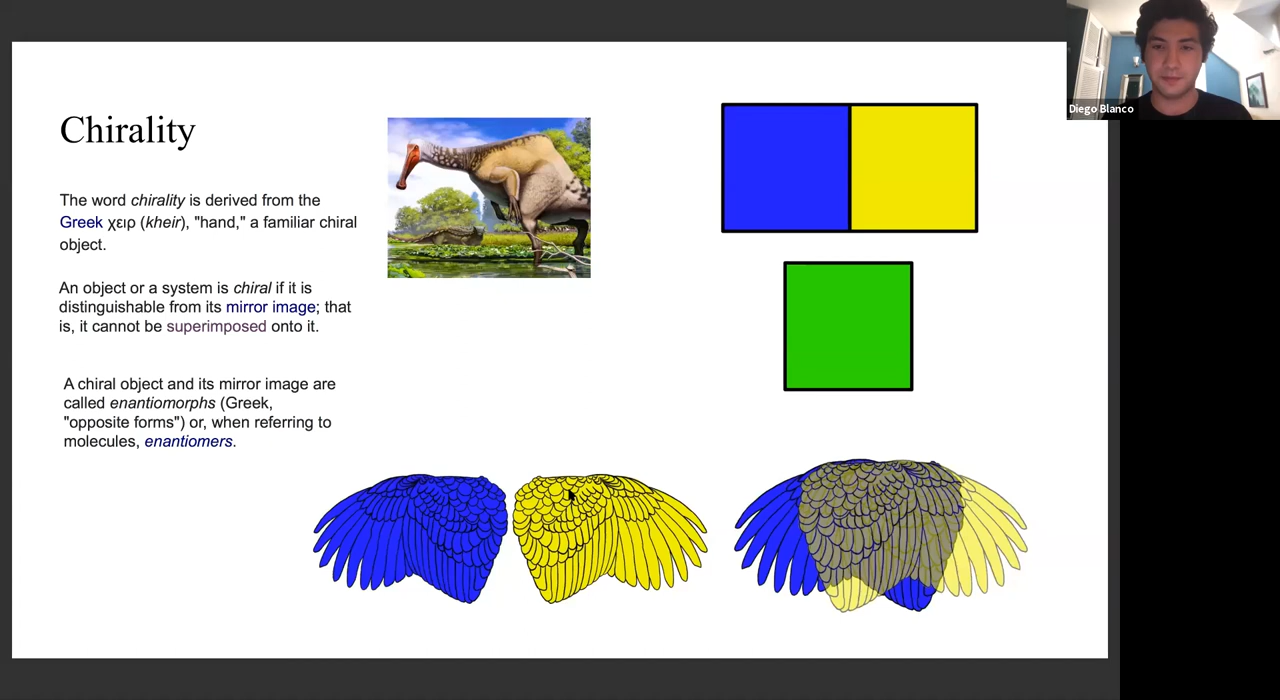 Diego Blanco
Chirality
The word chirality is derived from the
Greek χειρ (kheir), "hand," a familiar chiral
object.
An object or a system is chiral if it is
distinguishable from its mirror image; that
is, it cannot be superimposed onto it.
A chiral object and its mirror image are
called enantiomorphs (Greek,
"opposite forms") or, when referring to
molecules, enantiomers.